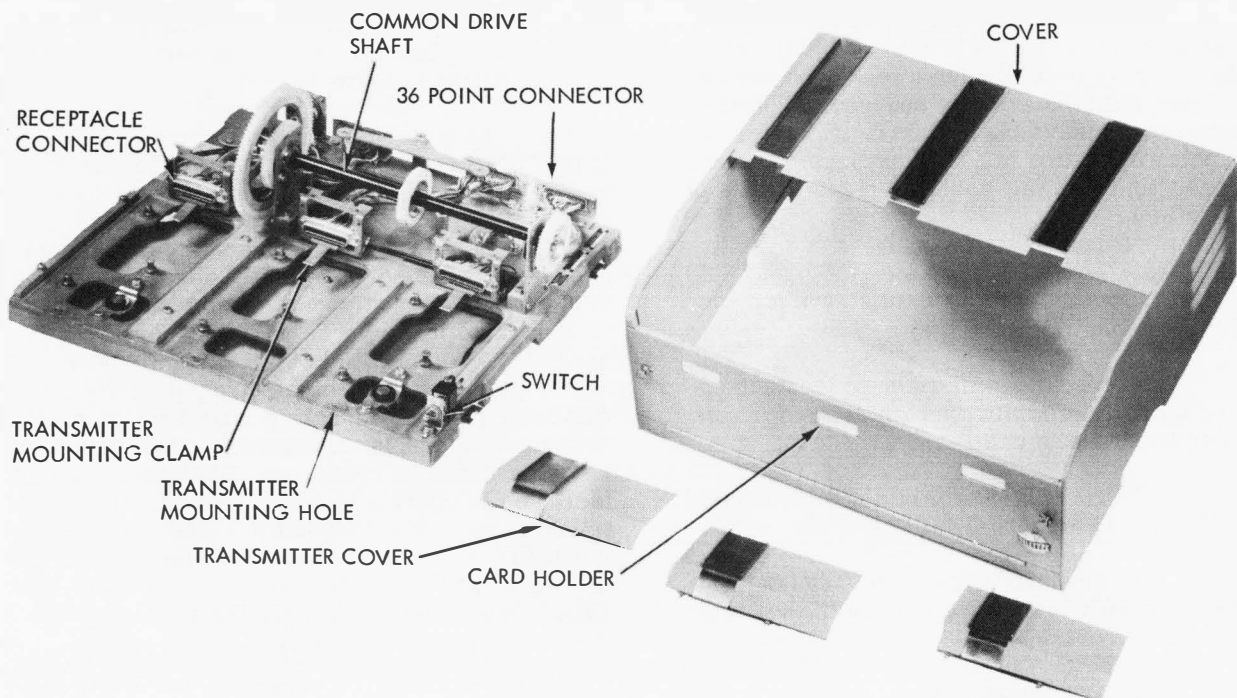 COMMON DRIVE
SHAFT
COVER
36 POINT CONNECTOR
RECEPTACLE
CONNECTOR
SWITCH
TRANSMITTER
MOUNTING CLAMP
TRANSMITTER
MOUNTING HOLE
TRANSMITTER COVER
CARD HOLDER